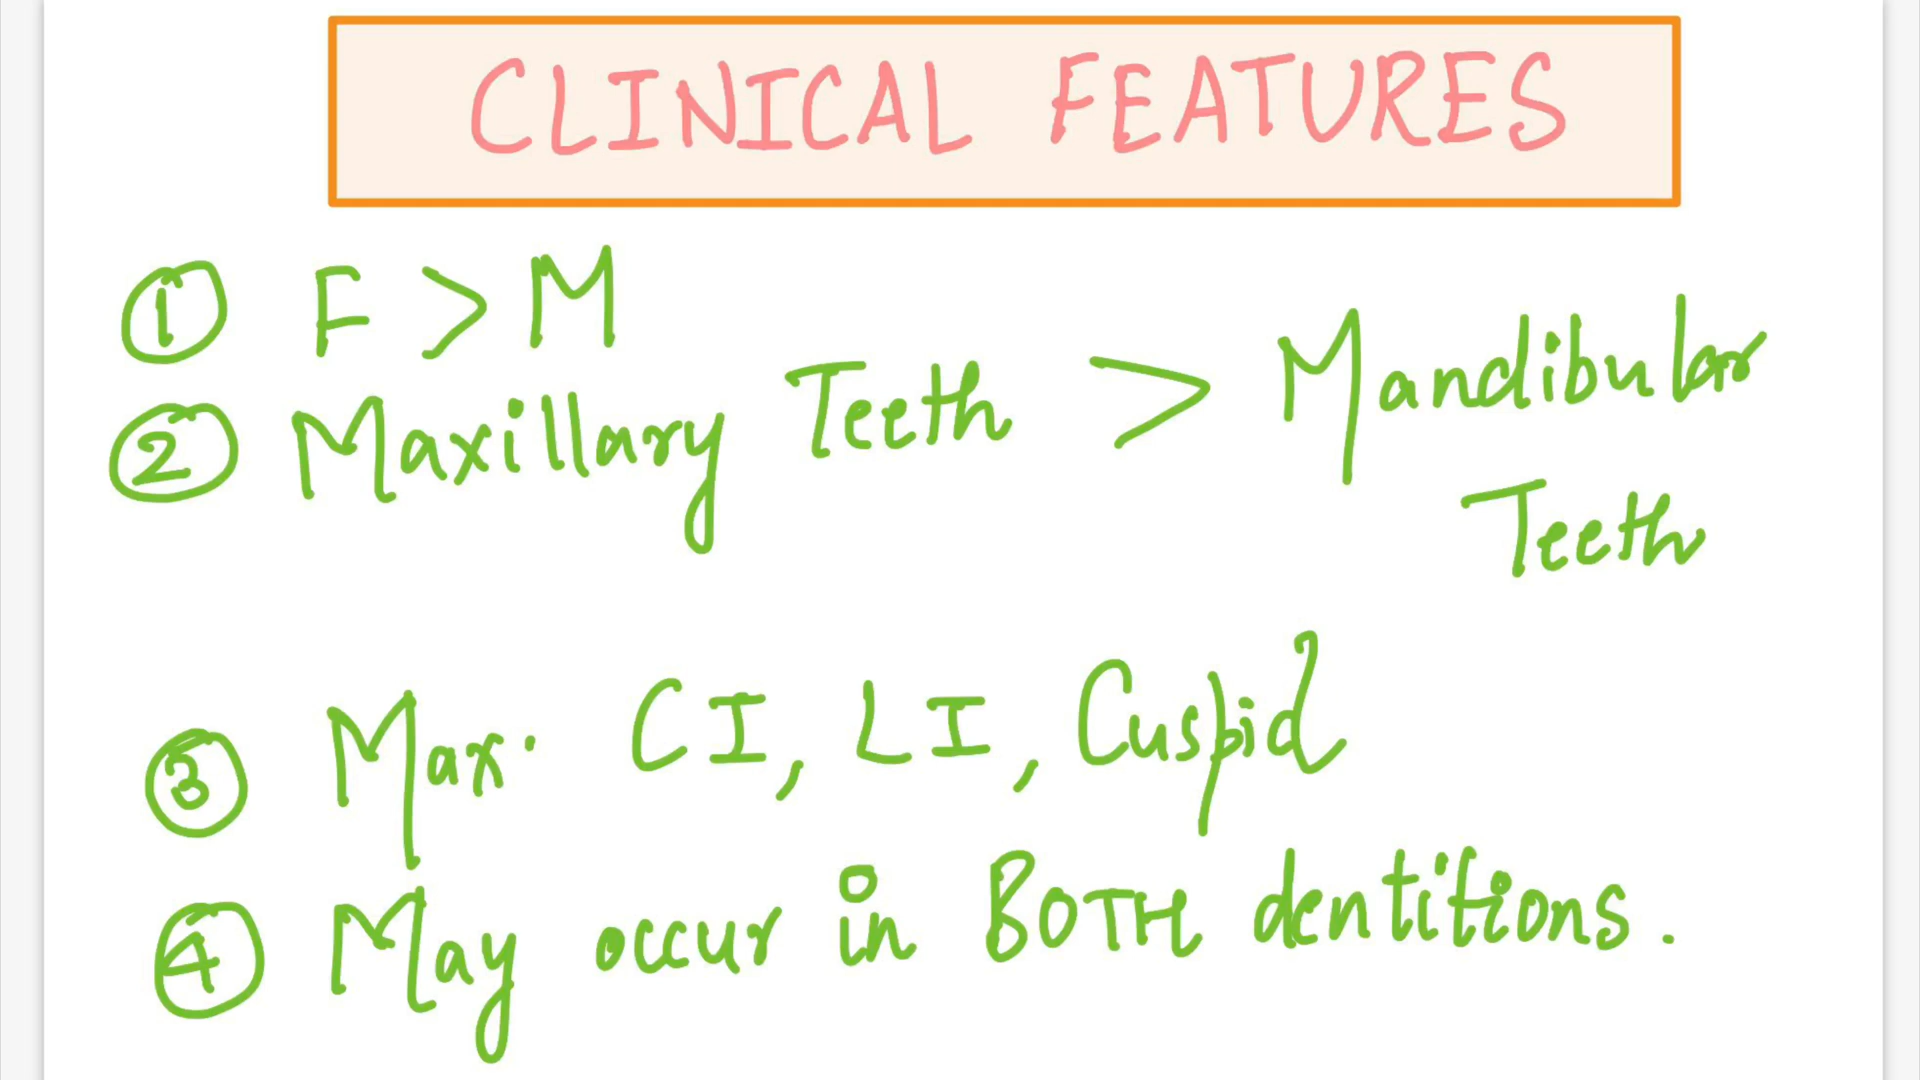 CLINICAL FEATURES
1 F > M
2 Maxillary Teeth > Mandibular
Teeth
3 Max. CI, LI, Cuspid
4 May occur in BOTH dentitions.